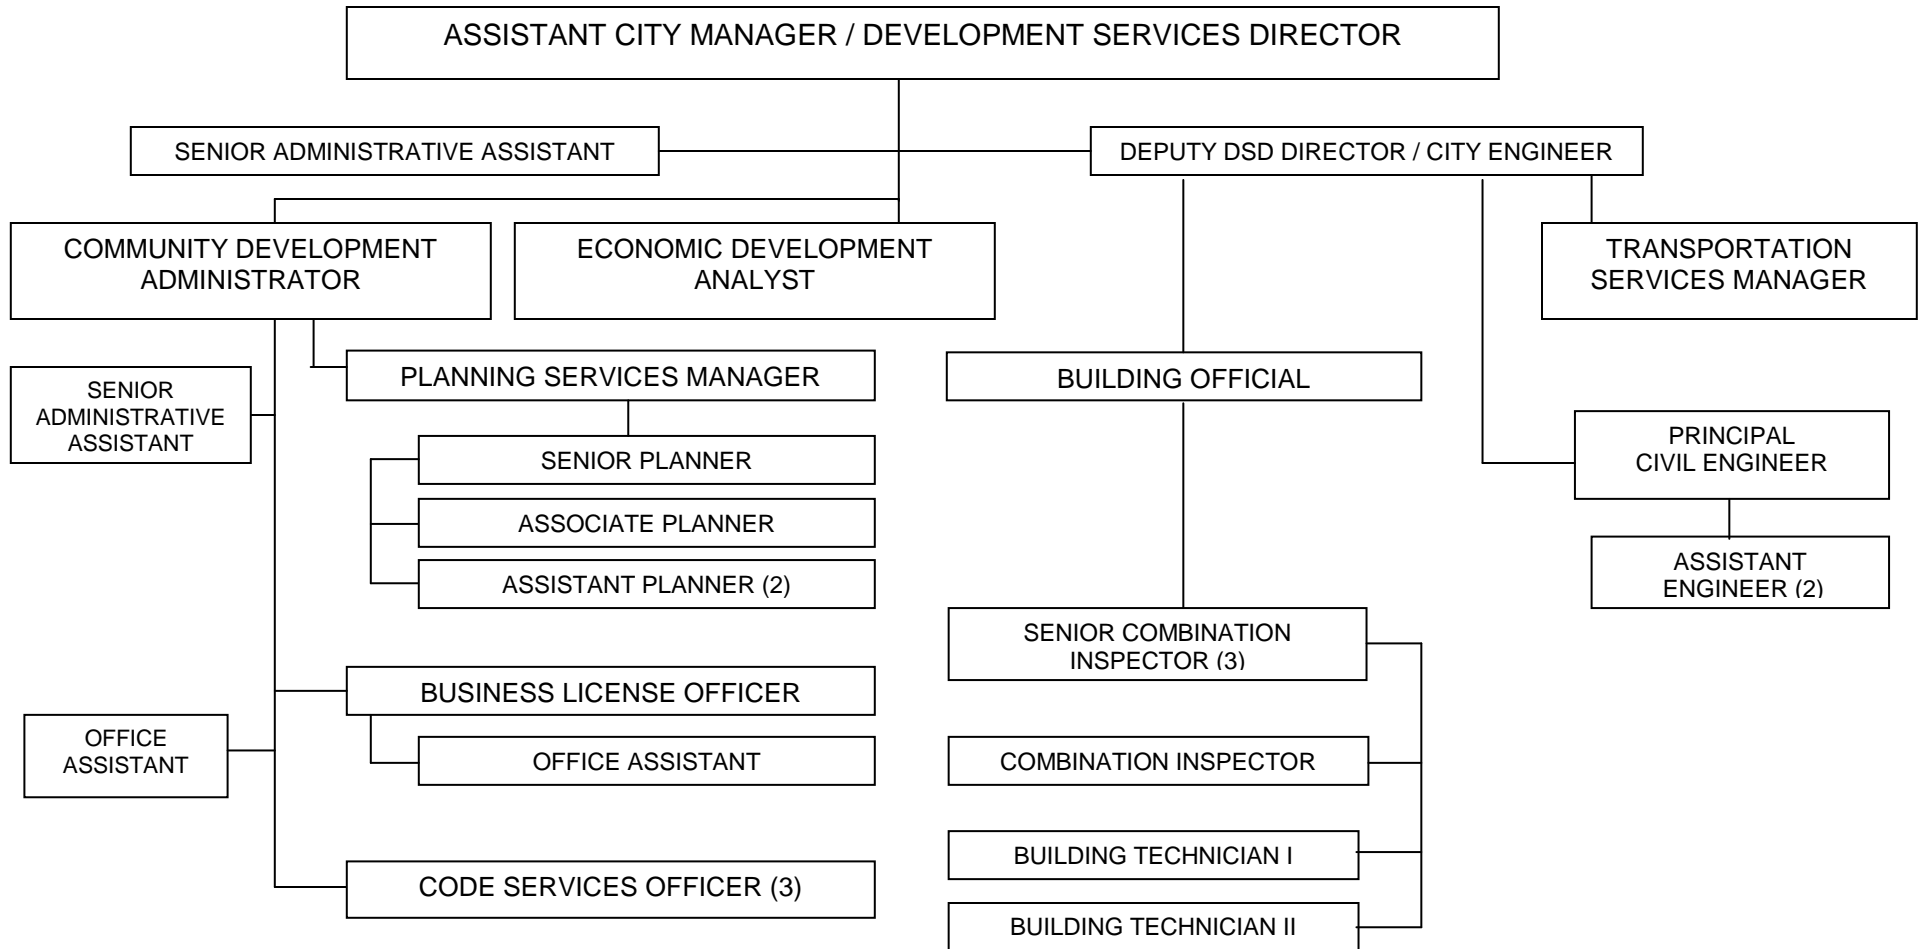 ASSISTANT CITY MANAGER / DEVELOPMENT SERVICES DIRECTOR
SENIOR ADMINISTRATIVE ASSISTANT
DEPUTY DSD DIRECTOR / CITY ENGINEER
COMMUNITY DEVELOPMENT
ADMINISTRATOR
ECONOMIC DEVELOPMENT
ANALYST
TRANSPORTATION
SERVICES MANAGER
SENIOR
ADMINISTRATIVE
ASSISTANT
PLANNING SERVICES MANAGER
BUILDING OFFICIAL
SENIOR PLANNER
PRINCIPAL
CIVIL ENGINEER
ASSOCIATE PLANNER
ASSISTANT PLANNER (2)
ASSISTANT
ENGINEER (2)
SENIOR COMBINATION
INSPECTOR (3)
BUSINESS LICENSE OFFICER
OFFICE
ASSISTANT
OFFICE ASSISTANT
COMBINATION INSPECTOR
BUILDING TECHNICIAN I
CODE SERVICES OFFICER (3)
BUILDING TECHNICIAN II